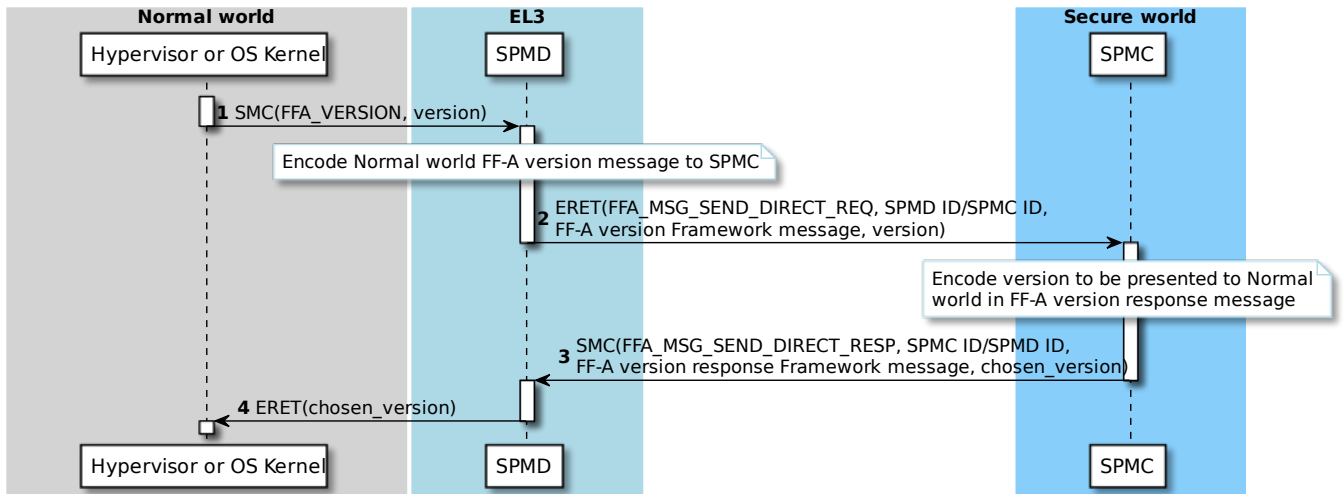 Normal world
EL3
Secure world
Hypervisor or OS Kernel
SPMD
SPMC
1 SMC(FFA_VERSION, version)
Encode Normal world FF-A version message to SPMC
2 ERET(FFA_MSG_SEND_DIRECT_REQ, SPMD ID/SPMC ID,
FF-A version Framework message, version)
Encode version to be presented to Normal
world in FF-A version response message
3 SMC(FFA_MSG_SEND_DIRECT_RESP, SPMC ID/SPMD ID,
FF-A version response Framework message, chosen_version)
4 ERET(chosen_version)
Hypervisor or OS Kernel
SPMD
SPMC